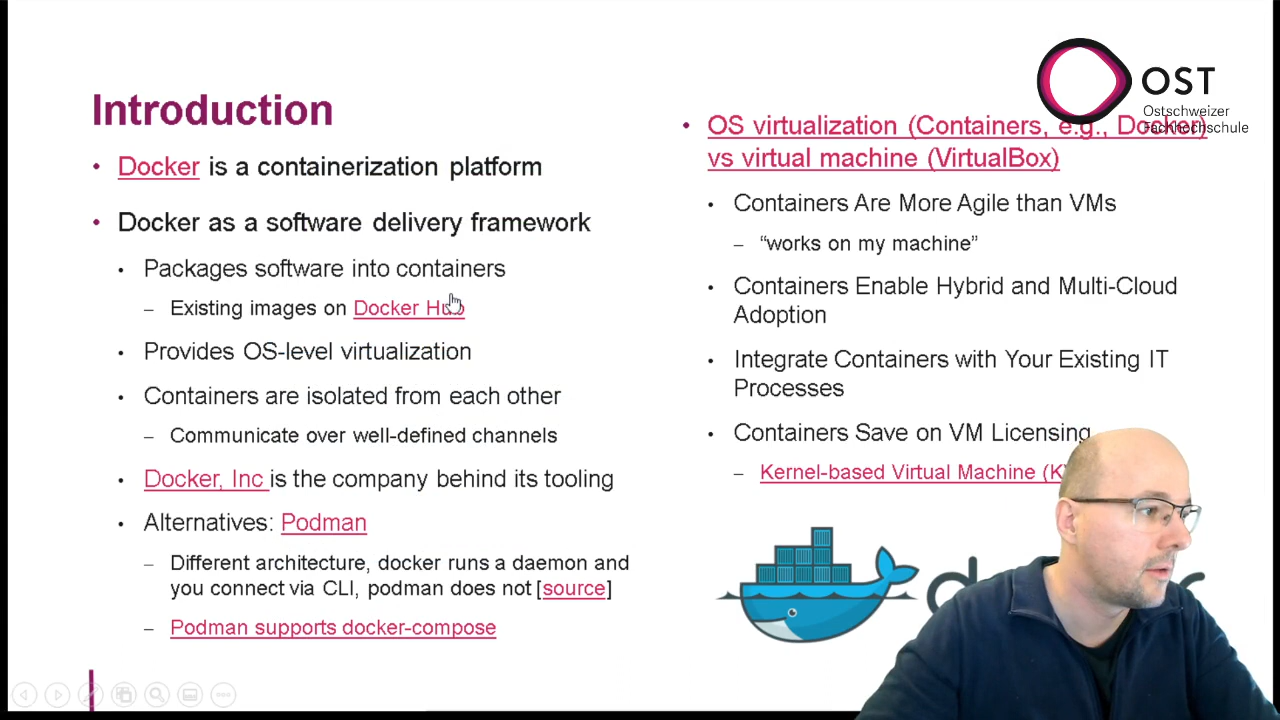 Introduction
Docker is a containerization platform
Docker as a software delivery framework
Packages software into containers
Existing images on Docker Hub
Provides OS-level virtualization
Containers are isolated from each other
Communicate over well-defined channels
Docker, Inc is the company behind its tooling
Alternatives: Podman
Different architecture, docker runs a daemon and
you connect via CLI, podman does not [source]
Podman supports docker-compose
OST
Ostschweizer
Fachhochschule
OS virtualization (Containers, e.g., Docker)
vs virtual machine (VirtualBox)
Containers Are More Agile than VMs
“works on my machine”
Containers Enable Hybrid and Multi-Cloud
Adoption
Integrate Containers with Your Existing IT
Processes
Containers Save on VM Licensing
Kernel-based Virtual Machine